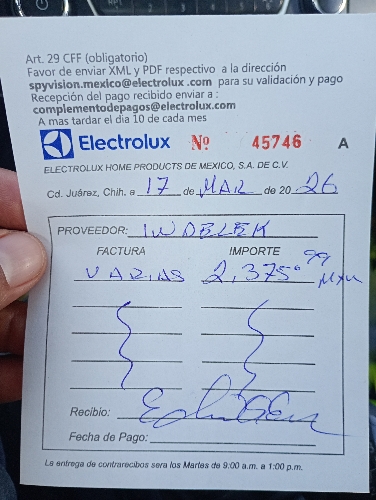 Art. 29 CFF (obligatorio)
Favor de enviar XML y PDF respectivo a la dirección
spyvision.mexico@electrolux .com para su validación y pago
Recepción del pago recibido enviar a :
complementodepagos@electrolux.com
A mas tardar el dia 10 de cada mes
Electrolux Nº 45746 A
ELECTROLUX HOME PRODUCTS DE MEXICO, S.A. DE C.V.
Cd. Juárez, Chih. a 17 de MAR de 20 26
PROVEEDOR: INDELEK
FACTURA IMPORTE
VARIAS 2,375.99 MXN
Recibio:
Fecha de Pago:
La entrega de contrarecibos sera los Martes de 9:00 a.m. a 1:00 p.m.